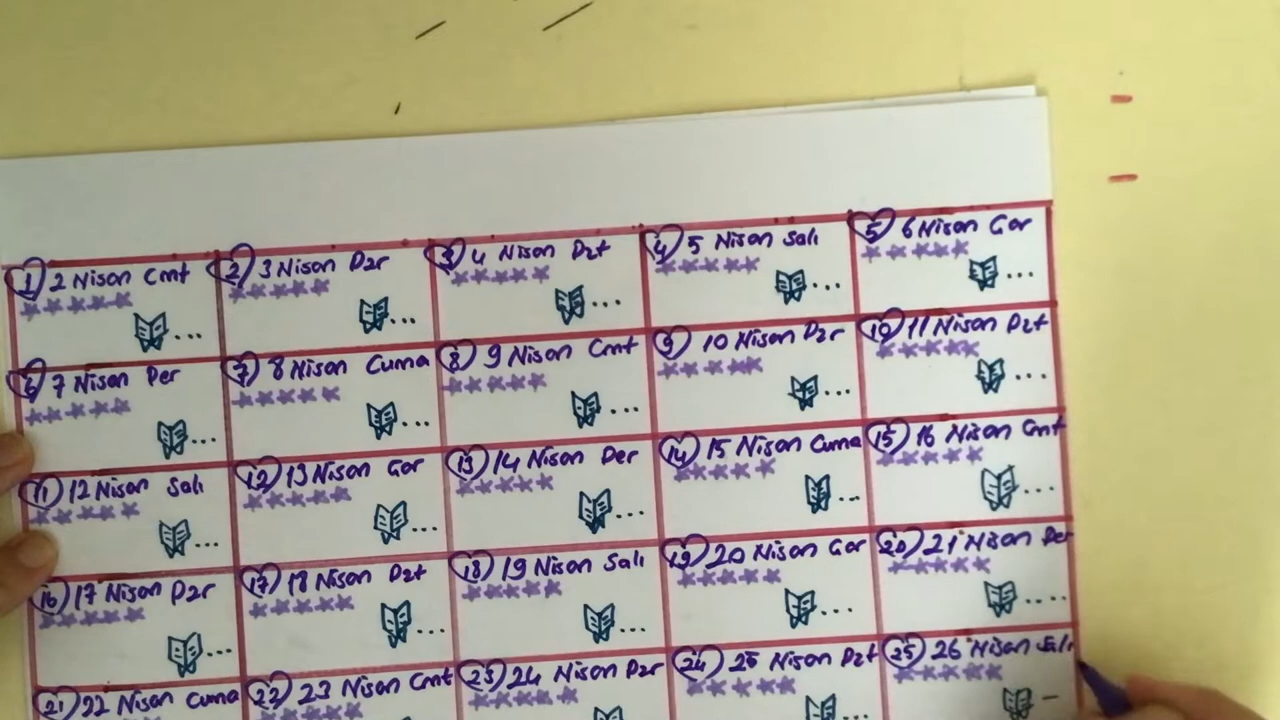 1 2 Nisan Cmt
2 3 Nisan Pzr
3 4 Nisan Pzt
4 5 Nisan Salı
5 6 Nisan Çar
6 7 Nisan Per
7 8 Nisan Cuma
8 9 Nisan Cmt
9 10 Nisan Pzr
10 11 Nisan Pzt
11 12 Nisan Salı
12 13 Nisan Çar
13 14 Nisan Per
14 15 Nisan Cuma
15 16 Nisan Cmt
16 17 Nisan Pzr
17 18 Nisan Pzt
18 19 Nisan Salı
19 20 Nisan Çar
20 21 Nisan Per
21 22 Nisan Cuma
22 23 Nisan Cmt
23 24 Nisan Pzr
24 25 Nisan Pzt
25 26 Nisan Salı